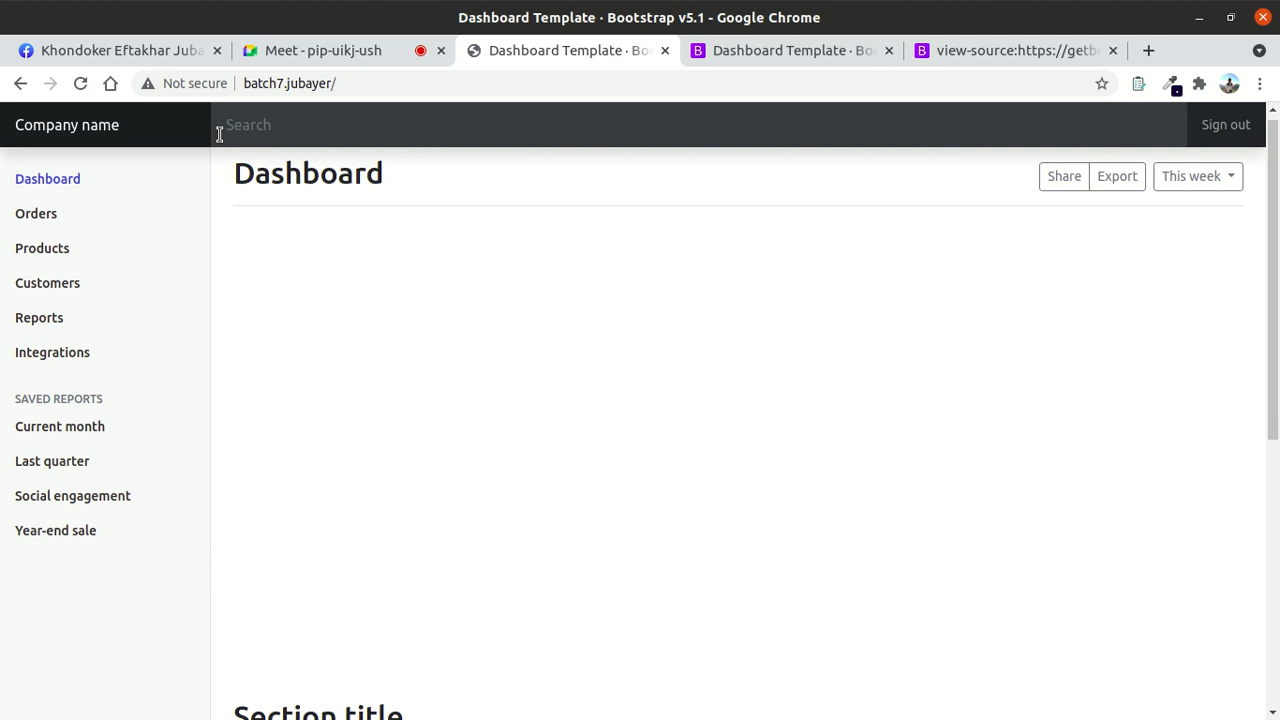 Dashboard Template · Bootstrap v5.1 - Google Chrome
Khondoker Eftakhar Juba
Meet - pip-uikj-ush
Dashboard Template · Bo
Dashboard Template · Bo
view-source:https://getb
Not secure
batch7.jubayer/
Company name
Search
Sign out
Dashboard
Orders
Products
Customers
Reports
Integrations
SAVED REPORTS
Current month
Last quarter
Social engagement
Year-end sale
Dashboard
Share
Export
This week
Section title